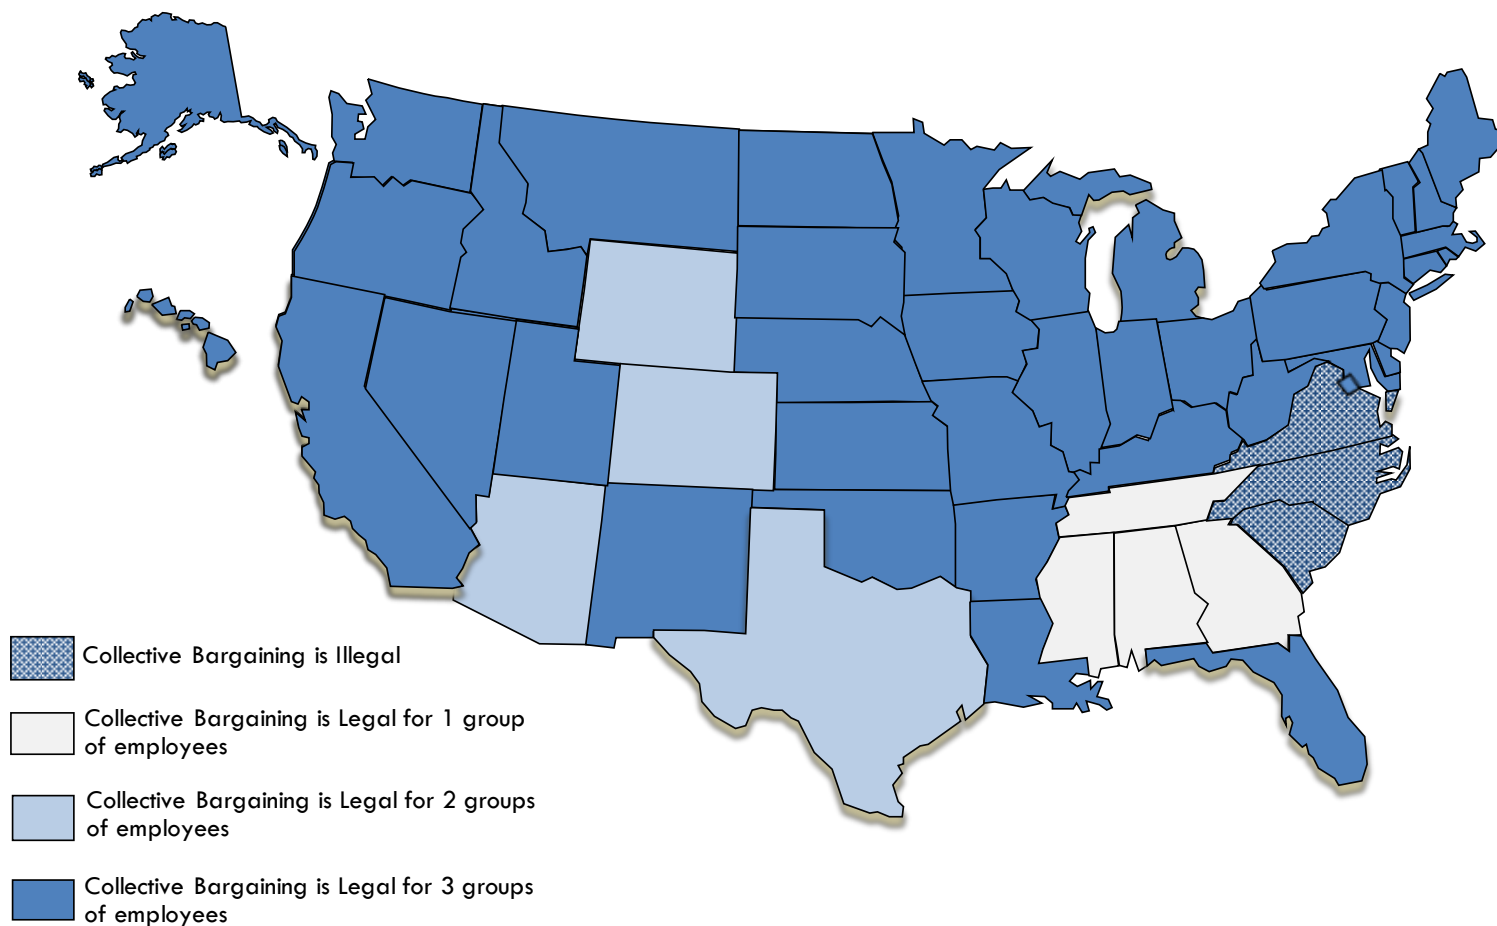 Collective Bargaining is Illegal
Collective Bargaining is Legal for 1 group
of employees
Collective Bargaining is Legal for 2 groups
of employees
Collective Bargaining is Legal for 3 groups
of employees